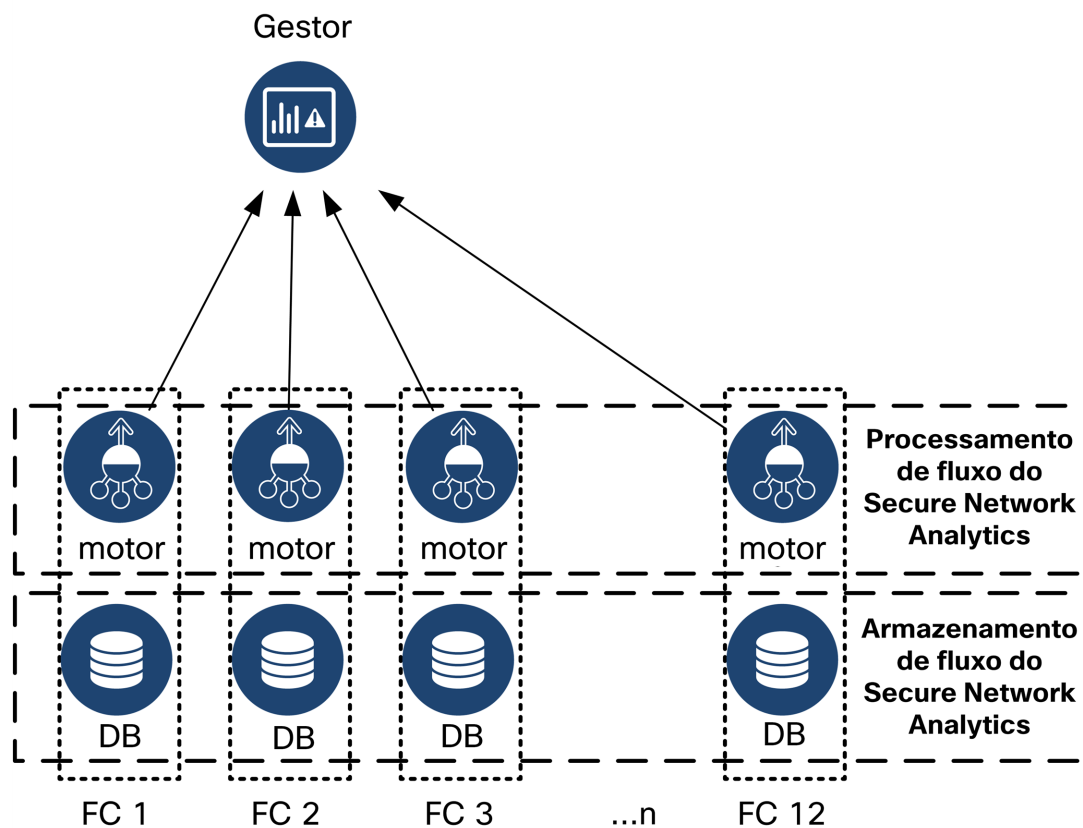 Gestor
motor
motor
motor
motor
Processamento
de fluxo do
Secure Network
Analytics
DB
DB
DB
DB
Armazenamento
de fluxo do
Secure Network
Analytics
FC 1
FC 2
FC 3
...n
FC 12